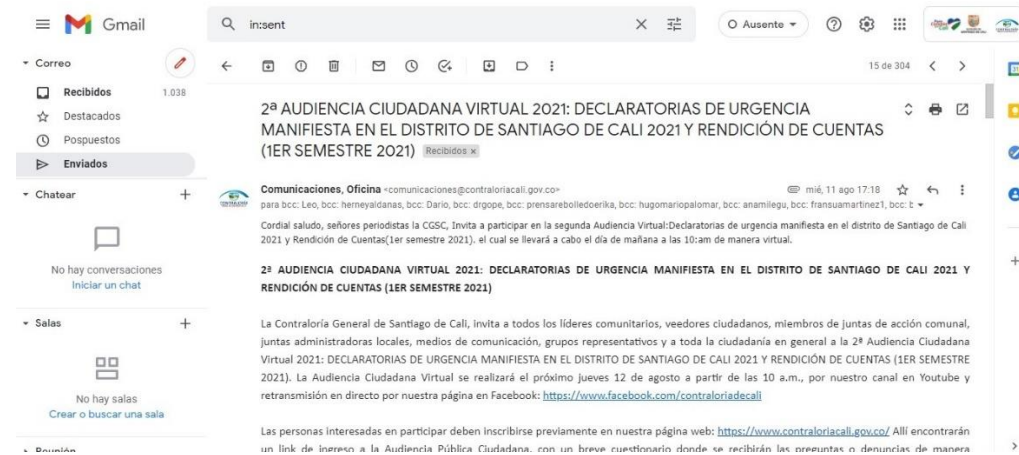 Gmail
in:sent
Ausente
Correo
Recibidos 1.038
Destacados
Pospuestos
Enviados
Chatear
No hay conversaciones
Iniciar un chat
Salas
No hay salas
Crear o buscar una sala
Reunión
15 de 304
2ª AUDIENCIA CIUDADANA VIRTUAL 2021: DECLARATORIAS DE URGENCIA
MANIFIESTA EN EL DISTRITO DE SANTIAGO DE CALI 2021 Y RENDICIÓN DE CUENTAS
(1ER SEMESTRE 2021) Recibidos x
Comunicaciones, Oficina <comunicaciones@contraloriacali.gov.co> mié, 11 ago 17:18
para bcc: Leo, bcc: herneyaldanas, bcc: Dario, bcc: drgope, bcc: prensarebolledoerika, bcc: hugomariopalomar, bcc: anamilegu, bcc: fransuamartinez1, bcc: t
Cordial saludo, señores periodistas la CGSC, Invita a participar en la segunda Audiencia Virtual:Declaratorias de urgencia manifiesta en el distrito de Santiago de Cali
2021 y Rendición de Cuentas(1er semestre 2021). el cual se llevará a cabo el día de mañana a las 10:am de manera virtual.
2ª AUDIENCIA CIUDADANA VIRTUAL 2021: DECLARATORIAS DE URGENCIA MANIFIESTA EN EL DISTRITO DE SANTIAGO DE CALI 2021 Y
RENDICIÓN DE CUENTAS (1ER SEMESTRE 2021)
La Contraloría General de Santiago de Cali, invita a todos los líderes comunitarios, veedores ciudadanos, miembros de juntas de acción comunal,
juntas administradoras locales, medios de comunicación, grupos representativos y a toda la ciudadanía en general a la 2ª Audiencia Ciudadana
Virtual 2021: DECLARATORIAS DE URGENCIA MANIFIESTA EN EL DISTRITO DE SANTIAGO DE CALI 2021 Y RENDICIÓN DE CUENTAS (1ER SEMESTRE
2021). La Audiencia Ciudadana Virtual se realizará el próximo jueves 12 de agosto a partir de las 10 a.m., por nuestro canal en Youtube y
retransmisión en directo por nuestra página en Facebook: https://www.facebook.com/contraloriadecali
Las personas interesadas en participar deben inscribirse previamente en nuestra página web: https://www.contraloriacali.gov.co/ Allí encontrarán
un link de ingreso a la Audiencia Pública Ciudadana, con un breve cuestionario donde se recibirán las preguntas o denuncias de manera